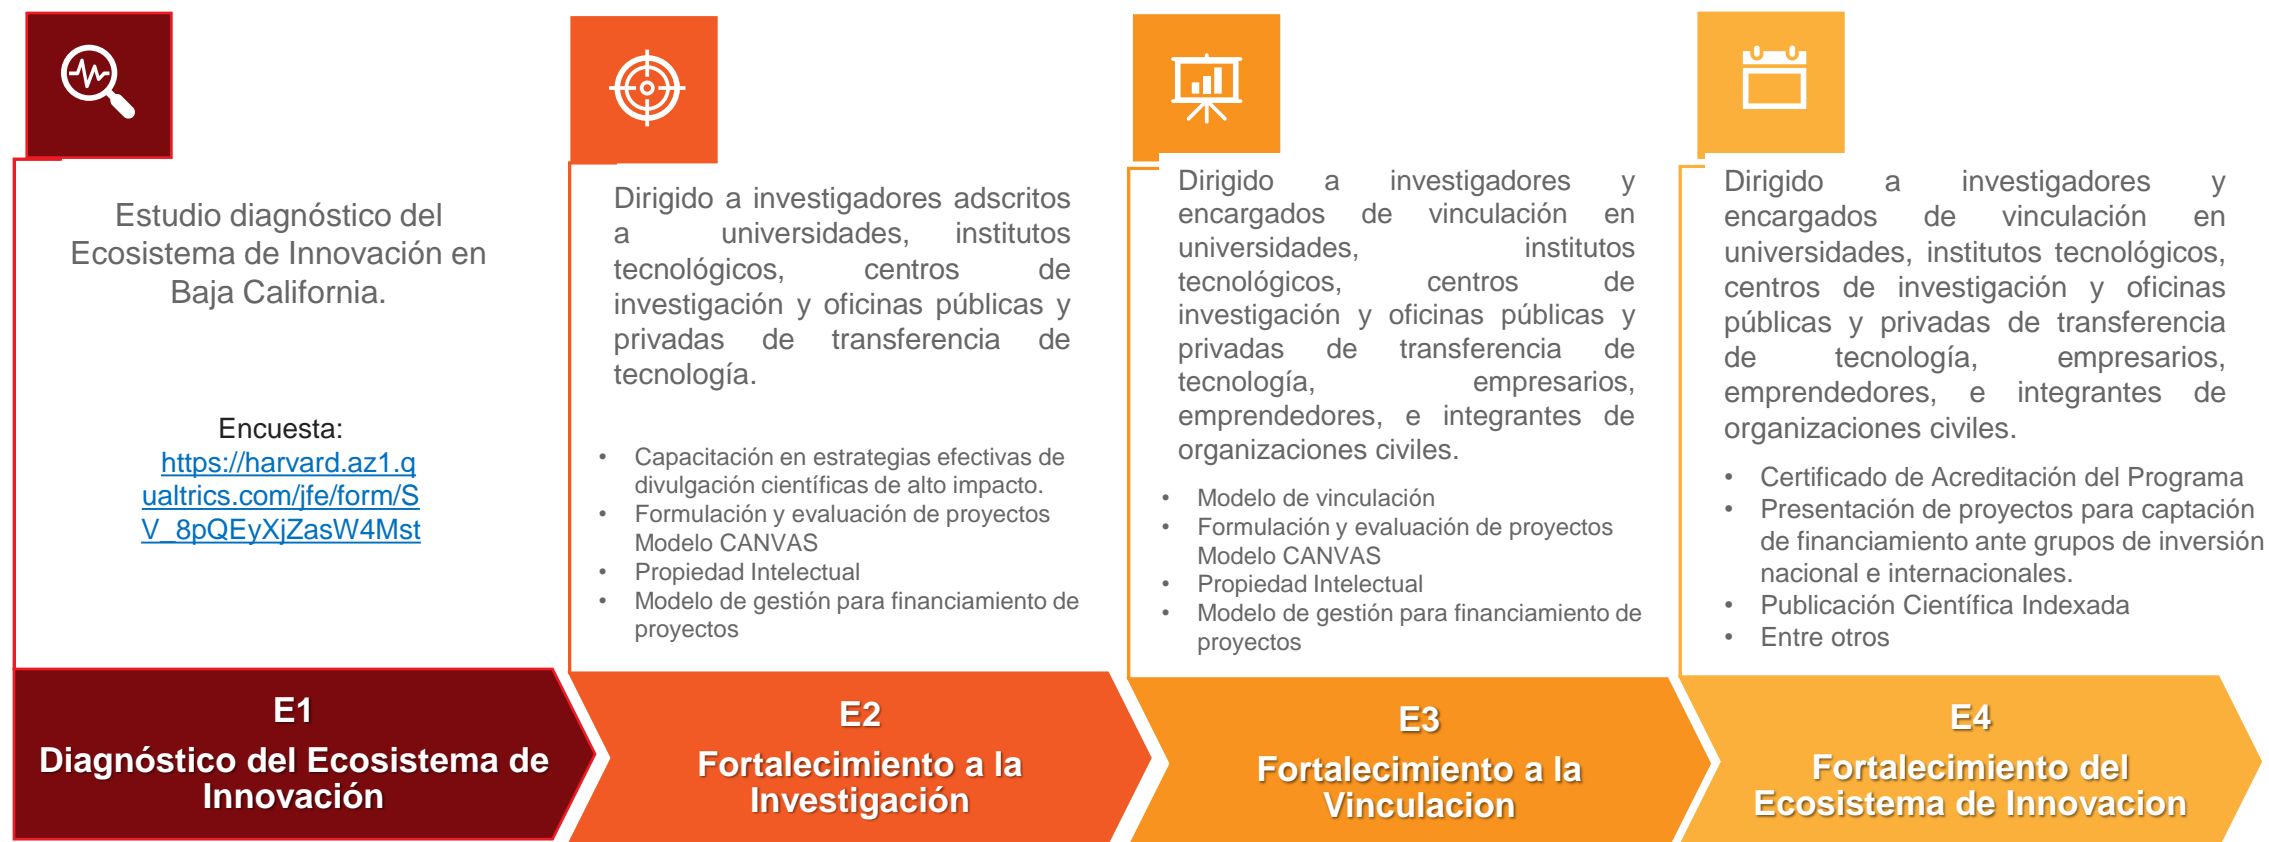 Estudio diagnóstico del
Ecosistema de Innovación en
Baja California.
Encuesta:
https://harvard.az1.q
ualtrics.com/jfe/form/S
V_8pQEyXjZasW4Mst
E1
Diagnóstico del Ecosistema de
Innovación
Dirigido a investigadores adscritos
a universidades, institutos
tecnológicos, centros de
investigación y oficinas públicas y
privadas de transferencia de
tecnología.
• Capacitación en estrategias efectivas de
divulgación científicas de alto impacto.
• Formulación y evaluación de proyectos
Modelo CANVAS
• Propiedad Intelectual
• Modelo de gestión para financiamiento de
proyectos
E2
Fortalecimiento a la
Investigación
Dirigido a investigadores y
encargados de vinculación en
universidades, institutos
tecnológicos, centros de
investigación y oficinas públicas y
privadas de transferencia de
tecnología, empresarios,
emprendedores, e integrantes de
organizaciones civiles.
• Modelo de vinculación
• Formulación y evaluación de proyectos
Modelo CANVAS
• Propiedad Intelectual
• Modelo de gestión para financiamiento de
proyectos
E3
Fortalecimiento a la
Vinculacion
Dirigido a investigadores y
encargados de vinculación en
universidades, institutos tecnológicos,
centros de investigación y oficinas
públicas y privadas de transferencia
de tecnología, empresarios,
emprendedores, e integrantes de
organizaciones civiles.
• Certificado de Acreditación del Programa
• Presentación de proyectos para captación
de financiamiento ante grupos de inversión
nacional e internacionales.
• Publicación Científica Indexada
• Entre otros
E4
Fortalecimiento del
Ecosistema de Innovacion